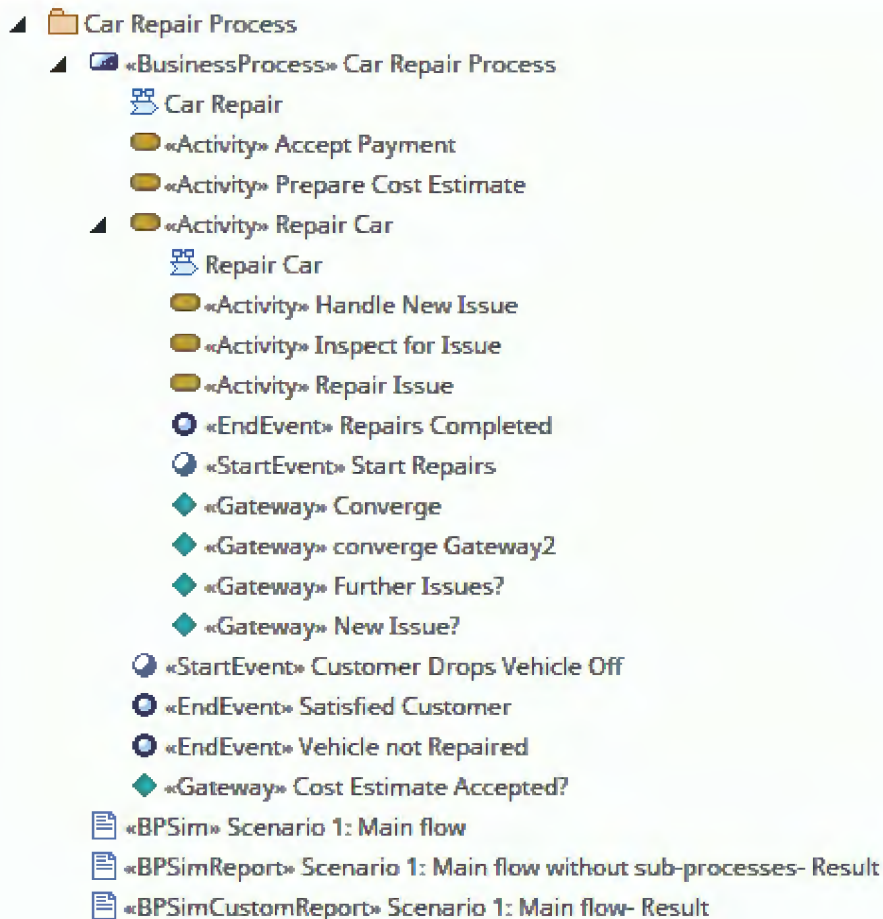 Car Repair Process
«BusinessProcess» Car Repair Process
Car Repair
«Activity» Accept Payment
«Activity» Prepare Cost Estimate
«Activity» Repair Car
Repair Car
«Activity» Handle New Issue
«Activity» Inspect for Issue
«Activity» Repair Issue
«EndEvent» Repairs Completed
«StartEvent» Start Repairs
«Gateway» Converge
«Gateway» converge Gateway2
«Gateway» Further Issues?
«Gateway» New Issue?
«StartEvent» Customer Drops Vehicle Off
«EndEvent» Satisfied Customer
«EndEvent» Vehicle not Repaired
«Gateway» Cost Estimate Accepted?
«BPSim» Scenario 1: Main flow
«BPSimReport» Scenario 1: Main flow without sub-processes- Result
«BPSimCustomReport» Scenario 1: Main flow- Result